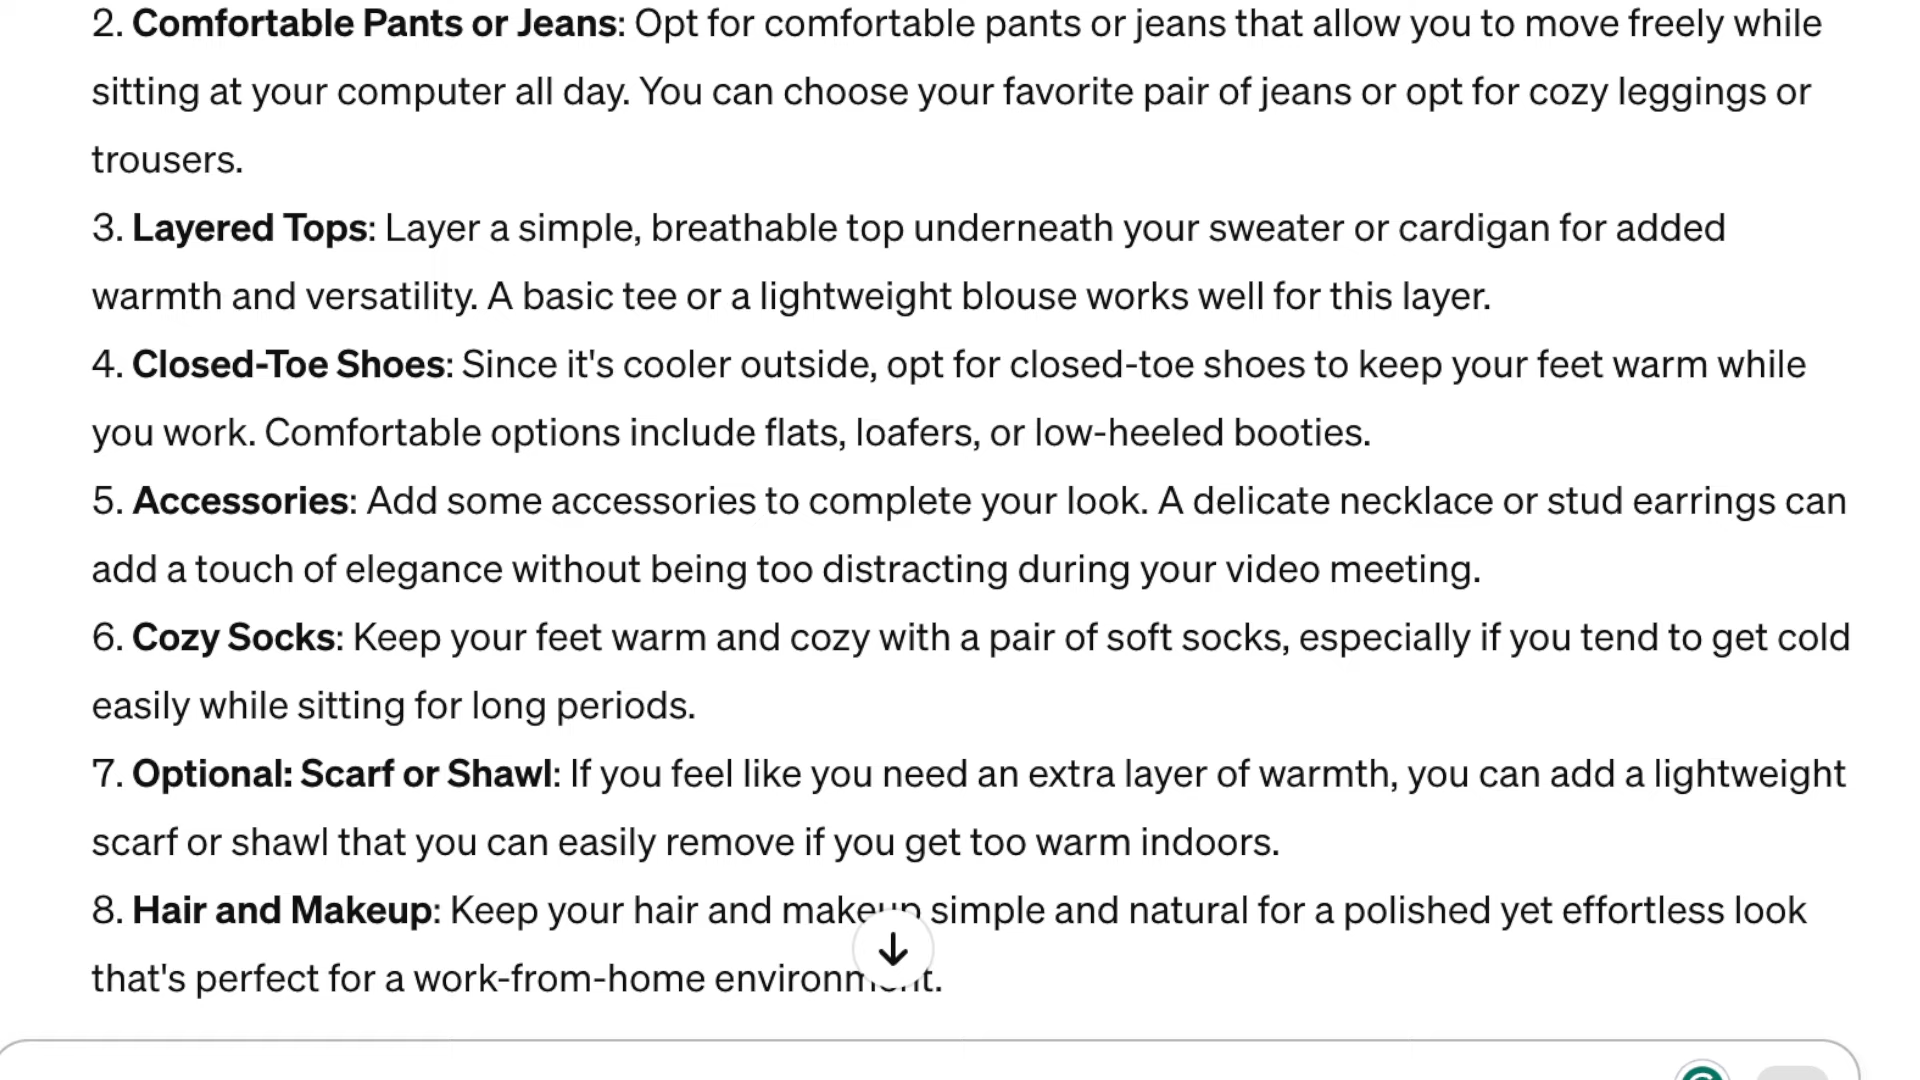 2. Comfortable Pants or Jeans: Opt for comfortable pants or jeans that allow you to move freely while
sitting at your computer all day. You can choose your favorite pair of jeans or opt for cozy leggings or
trousers.
3. Layered Tops: Layer a simple, breathable top underneath your sweater or cardigan for added
warmth and versatility. A basic tee or a lightweight blouse works well for this layer.
4. Closed-Toe Shoes: Since it's cooler outside, opt for closed-toe shoes to keep your feet warm while
you work. Comfortable options include flats, loafers, or low-heeled booties.
5. Accessories: Add some accessories to complete your look. A delicate necklace or stud earrings can
add a touch of elegance without being too distracting during your video meeting.
6. Cozy Socks: Keep your feet warm and cozy with a pair of soft socks, especially if you tend to get cold
easily while sitting for long periods.
7. Optional: Scarf or Shawl: If you feel like you need an extra layer of warmth, you can add a lightweight
scarf or shawl that you can easily remove if you get too warm indoors.
8. Hair and Makeup: Keep your hair and makeup simple and natural for a polished yet effortless look
that's perfect for a work-from-home environment.